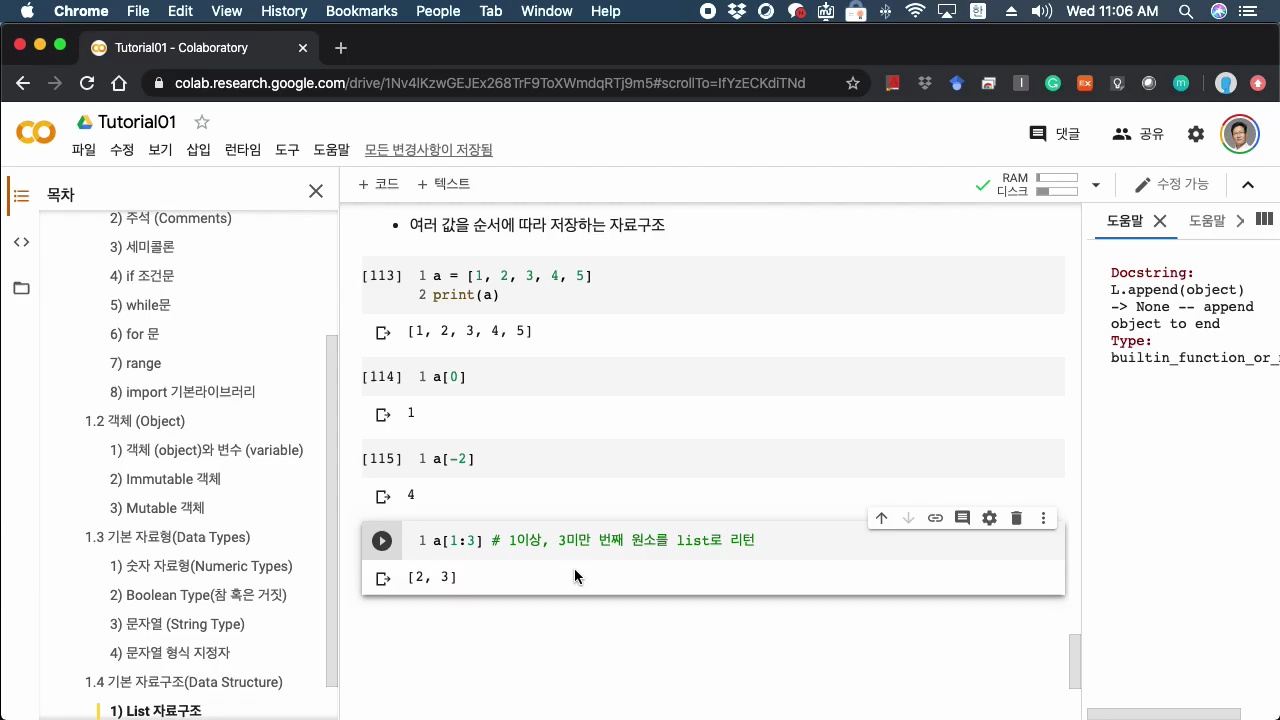 Chrome File Edit View History Bookmarks People Tab Window Help 한 Wed 11:06 AM
Tutorial01 - Colaboratory
colab.research.google.com/drive/1Nv4lKzwGEJEx268TrF9ToXWmdqRTj9m5#scrollTo=IfYzECKdiTNd
Tutorial01
댓글 공유
파일 수정 보기 삽입 런타임 도구 도움말 모든 변경사항이 저장됨
목차
+ 코드 + 텍스트
RAM
디스크
수정 가능
2) 주석 (Comments)
3) 세미콜론
4) if 조건문
5) while문
6) for 문
7) range
8) import 기본라이브러리
1.2 객체 (Object)
1) 객체 (object)와 변수 (variable)
2) Immutable 객체
3) Mutable 객체
1.3 기본 자료형(Data Types)
1) 숫자 자료형(Numeric Types)
2) Boolean Type(참 혹은 거짓)
3) 문자열 (String Type)
4) 문자열 형식 지정자
1.4 기본 자료구조(Data Structure)
1) List 자료구조
• 여러 값을 순서에 따라 저장하는 자료구조
[113] 1 a = [1, 2, 3, 4, 5]
2 print(a)
[1, 2, 3, 4, 5]
[114] 1 a[0]
1
[115] 1 a[-2]
4
1 a[1:3] # 1이상, 3미만 번째 원소를 list로 리턴
[2, 3]
도움말 도움말
Docstring:
L.append(object)
-> None -- append
object to end
Type:
builtin_function_or_